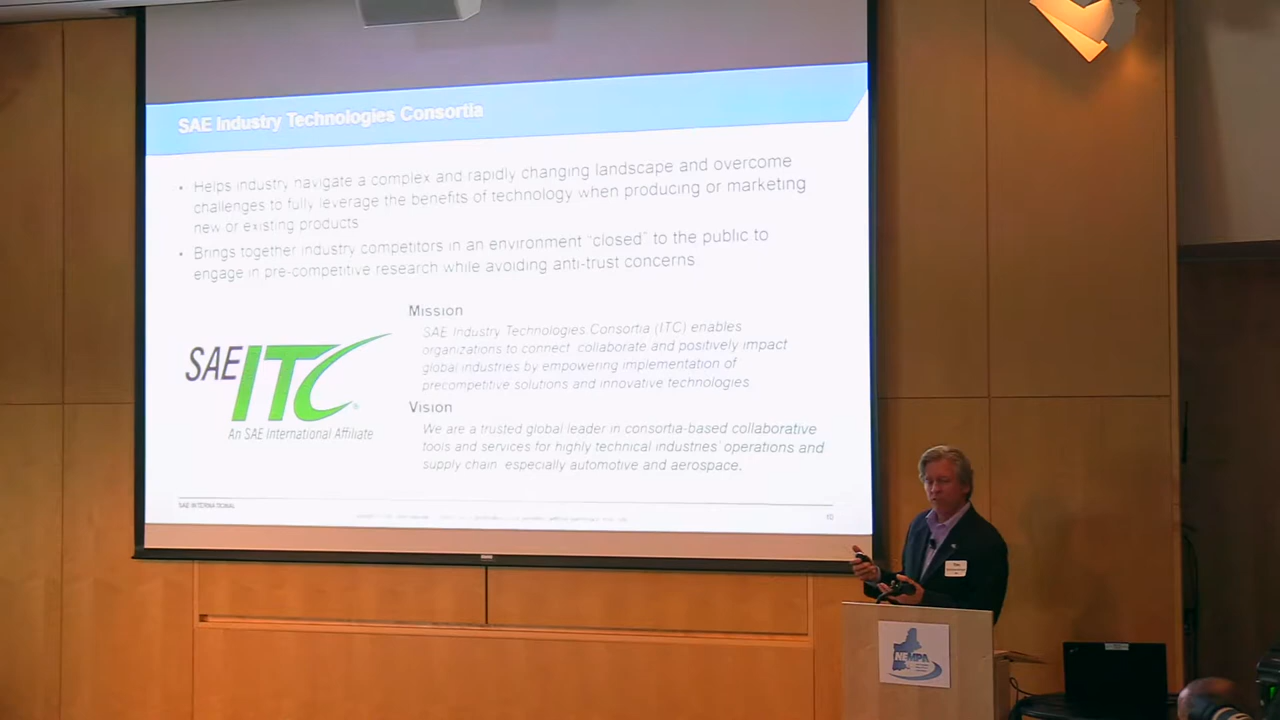 SAE Industry Technologies Consortia
• Helps industry navigate a complex and rapidly changing landscape and overcome
challenges to fully leverage the benefits of technology when producing or marketing
new or existing products
• Brings together industry competitors in an environment "closed" to the public to
engage in pre-competitive research while avoiding anti-trust concerns
Mission
SAE Industry Technologies Consortia (ITC) enables
organizations to connect collaborate and positively impact
global industries by empowering implementation of
precompetitive solutions and innovative technologies
SAE ITC®
An SAE International Affiliate
Vision
We are a trusted global leader in consortia-based collaborative
tools and services for highly technical industries' operations and
supply chain especially automotive and aerospace.
SAE INTERNATIONAL
10
NEMPA